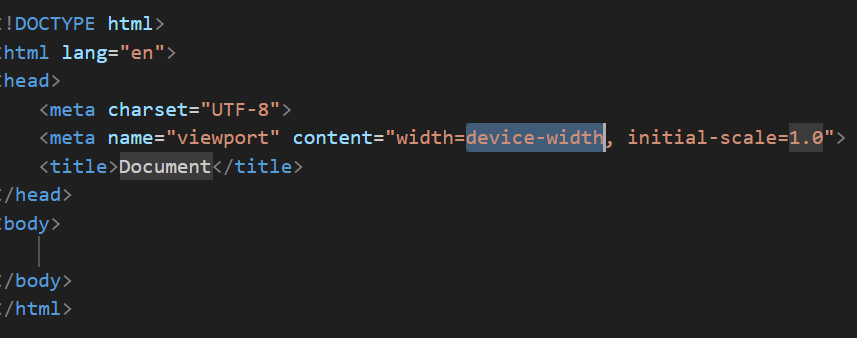 <!DOCTYPE html>
<html lang="en">
<head>
<meta charset="UTF-8">
<meta name="viewport" content="width=device-width, initial-scale=1.0">
<title>Document</title>
</head>
<body>
</body>
</html>